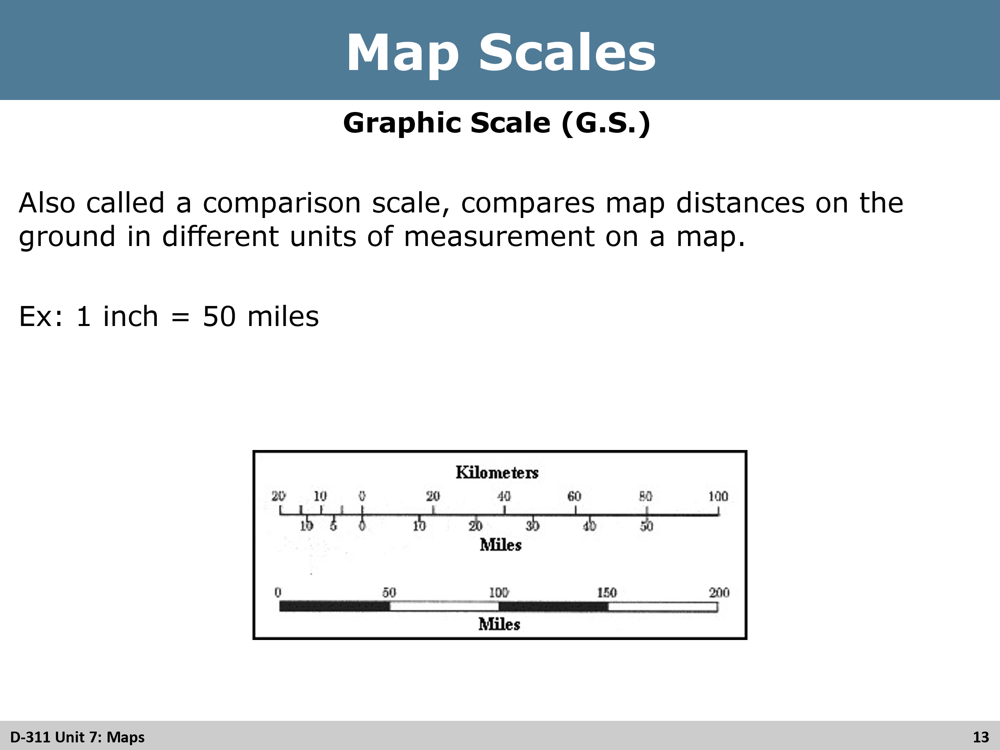 Map Scales
Graphic Scale (G.S.)
Also called a comparison scale, compares map distances on the
ground in different units of measurement on a map.
Ex: 1 inch = 50 miles
Kilometers
20 10 0 20 40 60 80 100
10 5 0 10 20 30 40 50
Miles
0 50 100 150 200
Miles
D-311 Unit 7: Maps 13